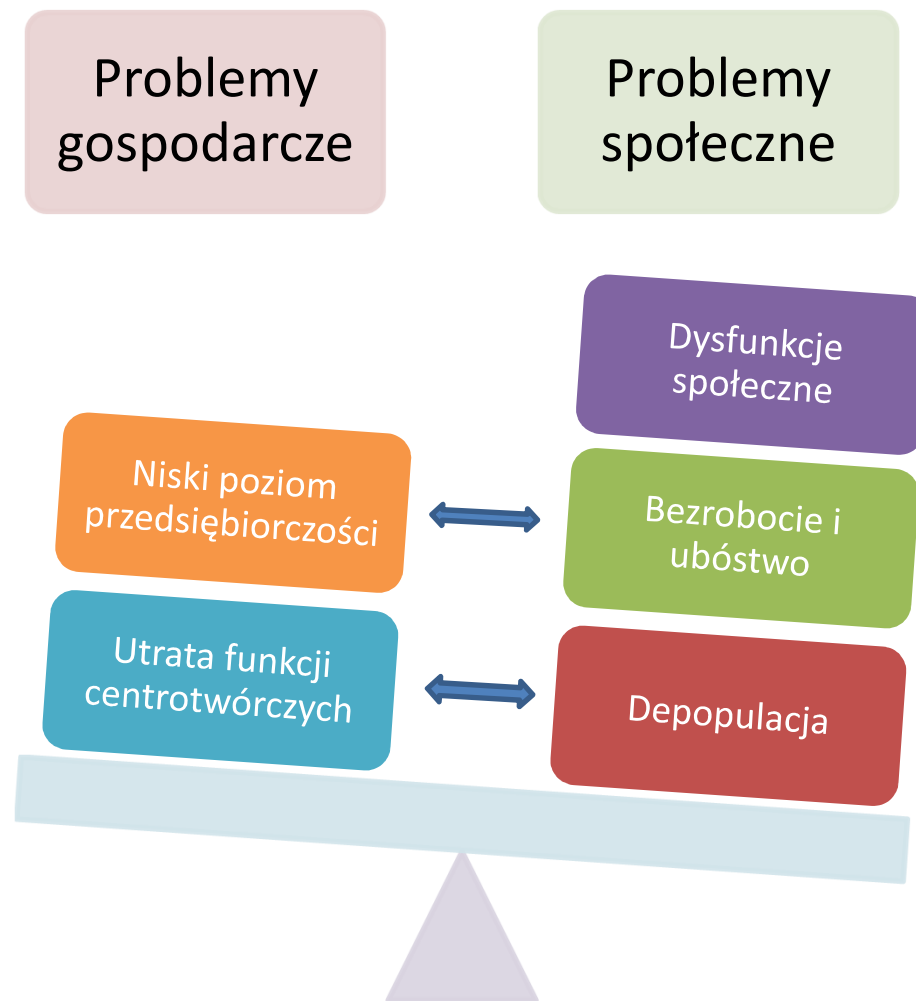 Problemy
gospodarcze
Problemy
społeczne
Dysfunkcje
społeczne
Niski poziom
przedsiębiorczości
Bezrobocie i
ubóstwo
Utrata funkcji
centrotwórczych
Depopulacja